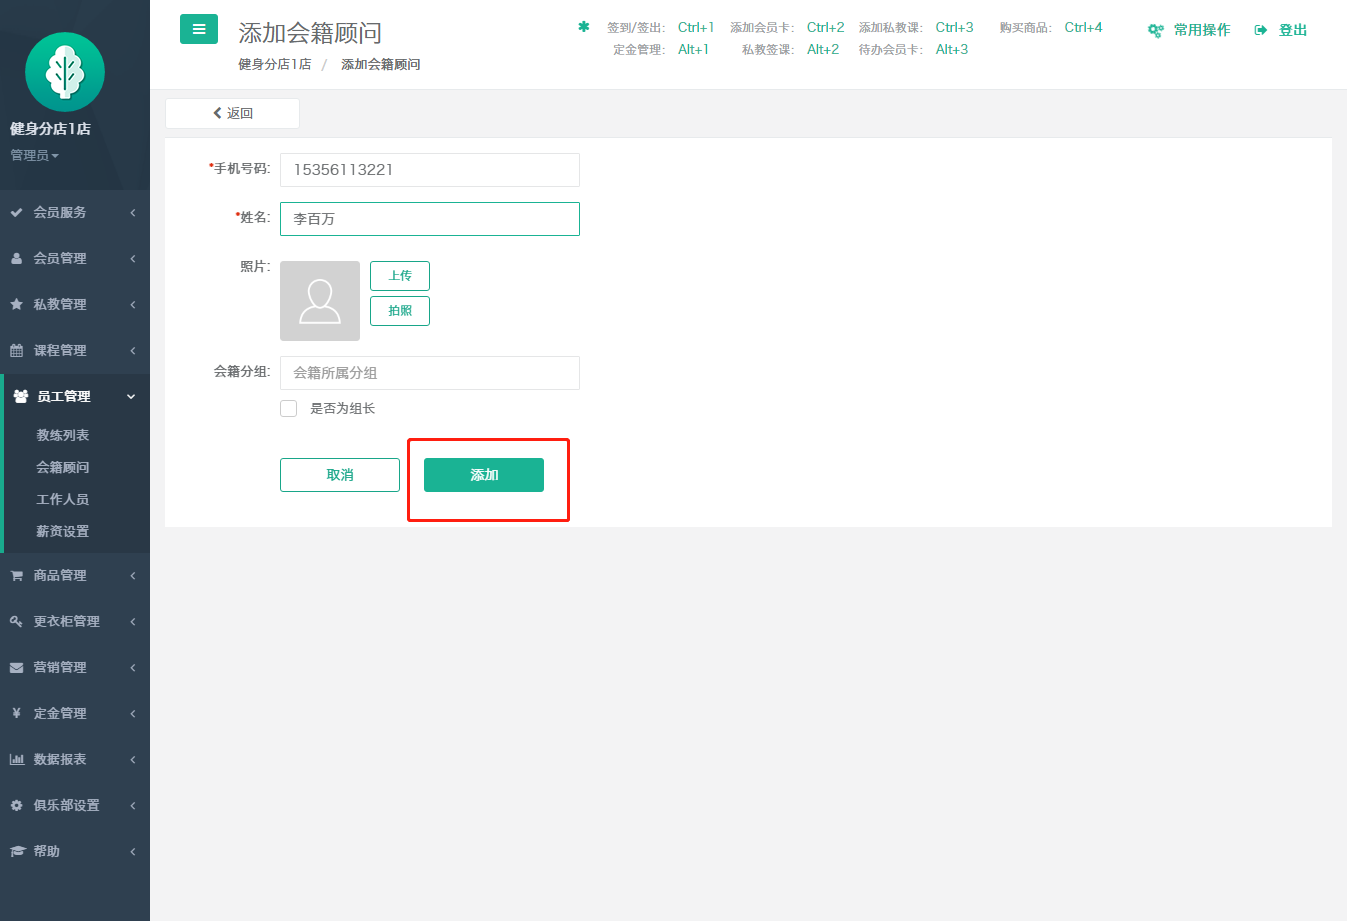 健身分店1店
管理员
会员服务
会员管理
私教管理
课程管理
员工管理
教练列表
会籍顾问
工作人员
薪资设置
商品管理
更衣柜管理
营销管理
定金管理
数据报表
俱乐部设置
帮助
添加会籍顾问
健身分店1店 / 添加会籍顾问
签到/签出: Ctrl+1 添加会员卡: Ctrl+2 添加私教课: Ctrl+3 购买商品: Ctrl+4
定金管理: Alt+1 私教签课: Alt+2 待办会员卡: Alt+3
常用操作 登出
返回
*手机号码: 15356113221
*姓名: 李百万
照片:
上传
拍照
会籍分组: 会籍所属分组
是否为组长
取消 添加